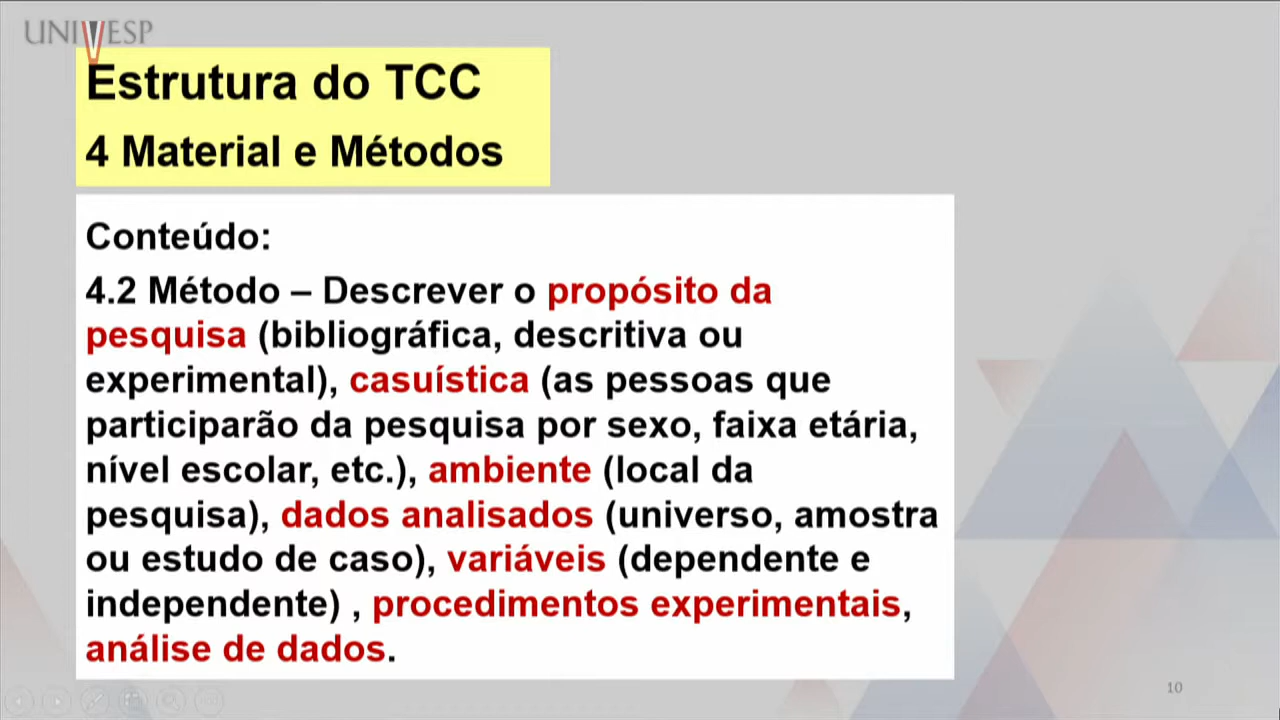 UNIVESP
Estrutura do TCC
4 Material e Métodos
Conteúdo:
4.2 Método – Descrever o propósito da
pesquisa (bibliográfica, descritiva ou
experimental), casuística (as pessoas que
participarão da pesquisa por sexo, faixa etária,
nível escolar, etc.), ambiente (local da
pesquisa), dados analisados (universo, amostra
ou estudo de caso), variáveis (dependente e
independente) , procedimentos experimentais,
análise de dados.
10